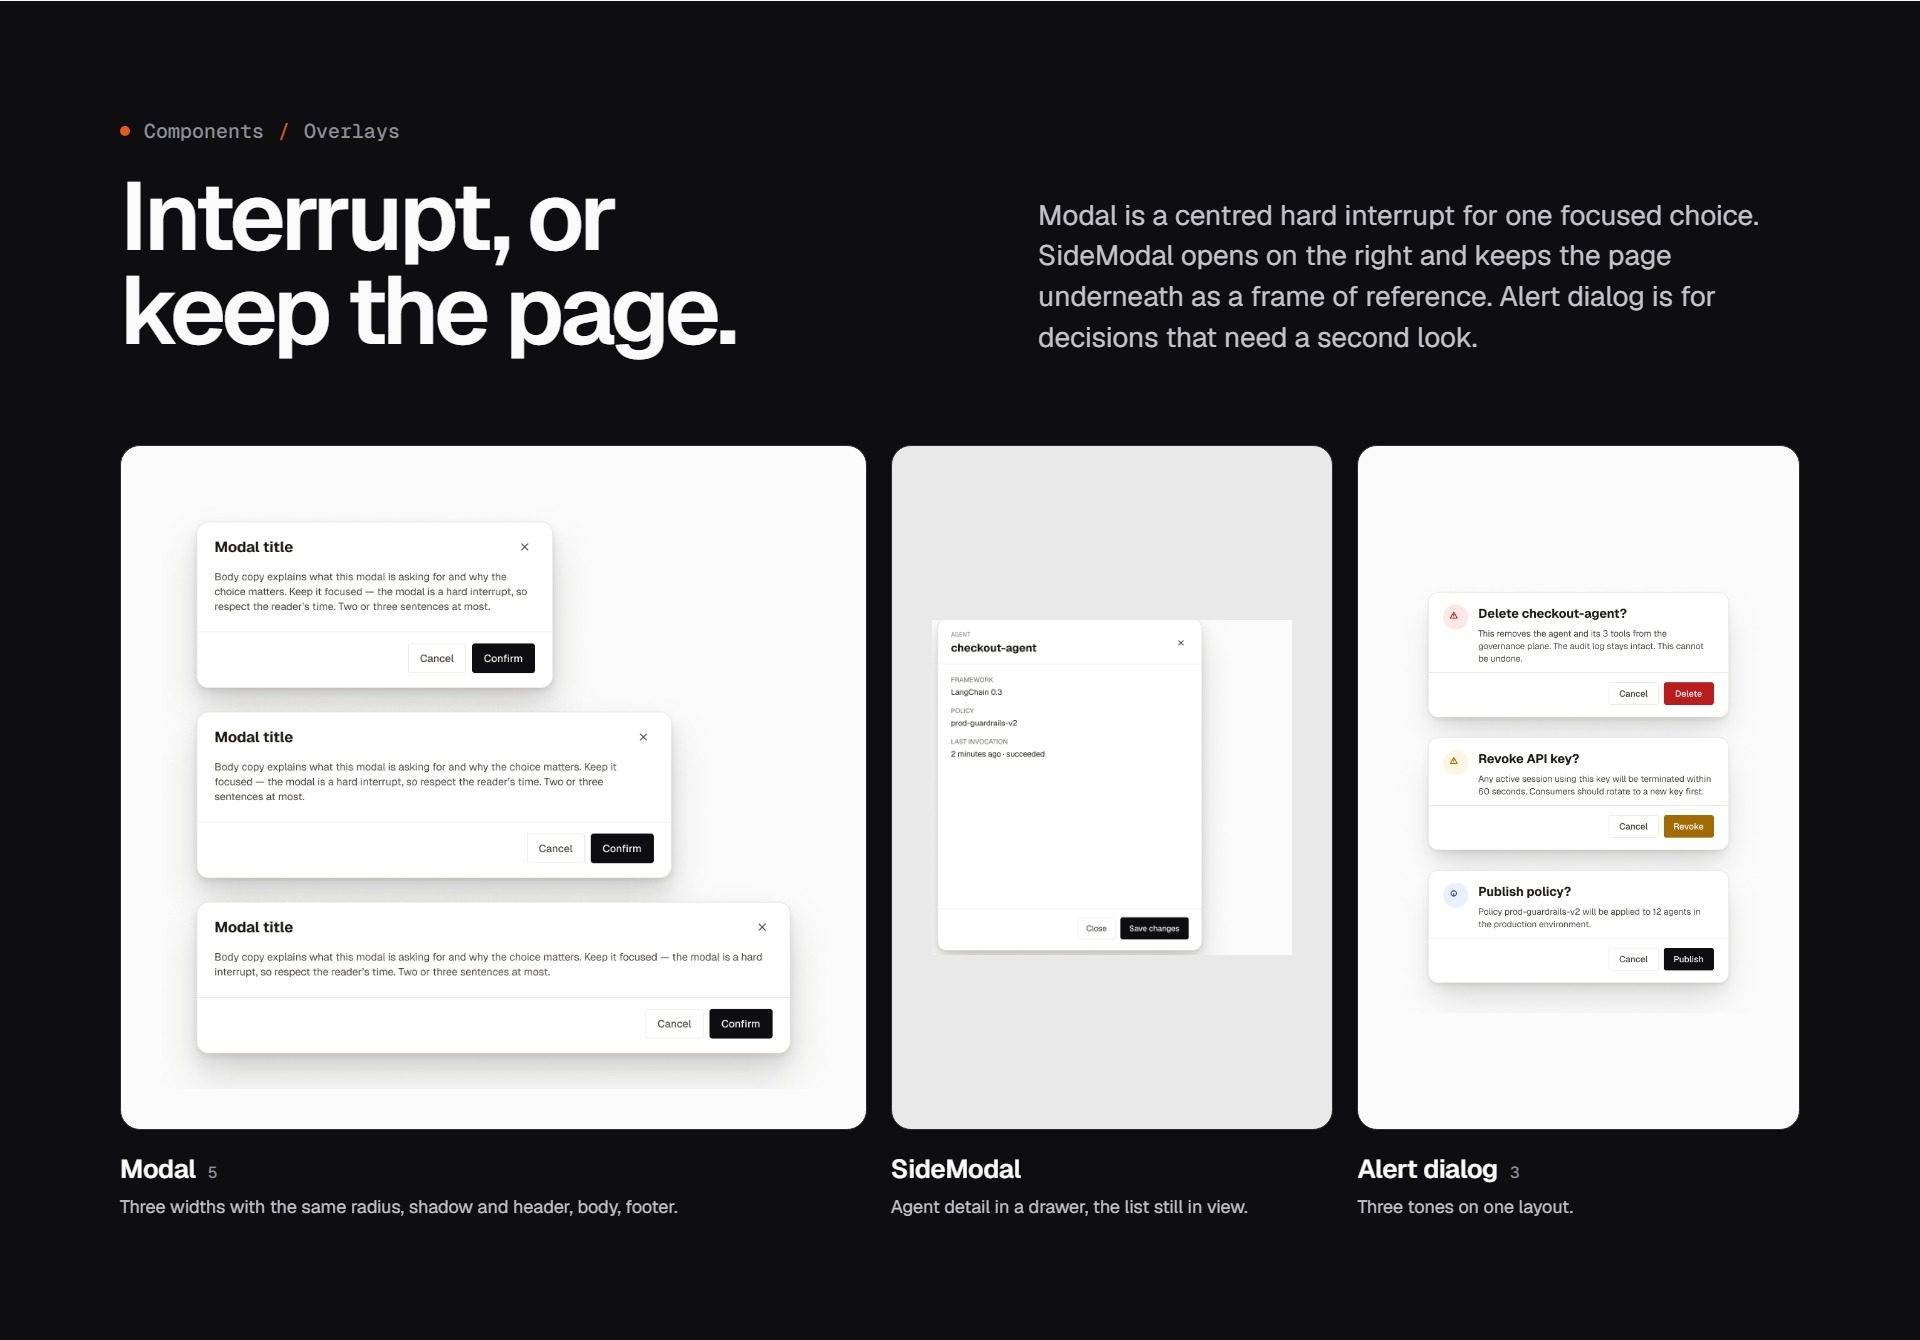 Components / Overlays
Interrupt, or
keep the page.
Modal is a centred hard interrupt for one focused choice.
SideModal opens on the right and keeps the page
underneath as a frame of reference. Alert dialog is for
decisions that need a second look.
Modal title
Body copy explains what this modal is asking for and why the
choice matters. Keep it focused — the modal is a hard interrupt, so
respect the reader's time. Two or three sentences at most.
Cancel Confirm
Modal title
Body copy explains what this modal is asking for and why the choice matters. Keep it
focused — the modal is a hard interrupt, so respect the reader's time. Two or three
sentences at most.
Cancel Confirm
Modal title
Body copy explains what this modal is asking for and why the choice matters. Keep it focused — the modal is a hard
interrupt, so respect the reader's time. Two or three sentences at most.
Cancel Confirm
AGENT
checkout-agent
FRAMEWORK
LangChain 0.3
POLICY
prod-guardrails-v2
LAST INVOCATION
2 minutes ago · succeeded
Close Save changes
Delete checkout-agent?
This removes the agent and its 3 tools from the
governance plane. The audit log stays intact. This cannot
be undone.
Cancel Delete
Revoke API key?
Any active session using this key will be terminated within
60 seconds. Consumers should rotate to a new key first.
Cancel Revoke
Publish policy?
Policy prod-guardrails-v2 will be applied to 12 agents in
the production environment.
Cancel Publish
Modal 5
Three widths with the same radius, shadow and header, body, footer.
SideModal
Agent detail in a drawer, the list still in view.
Alert dialog 3
Three tones on one layout.